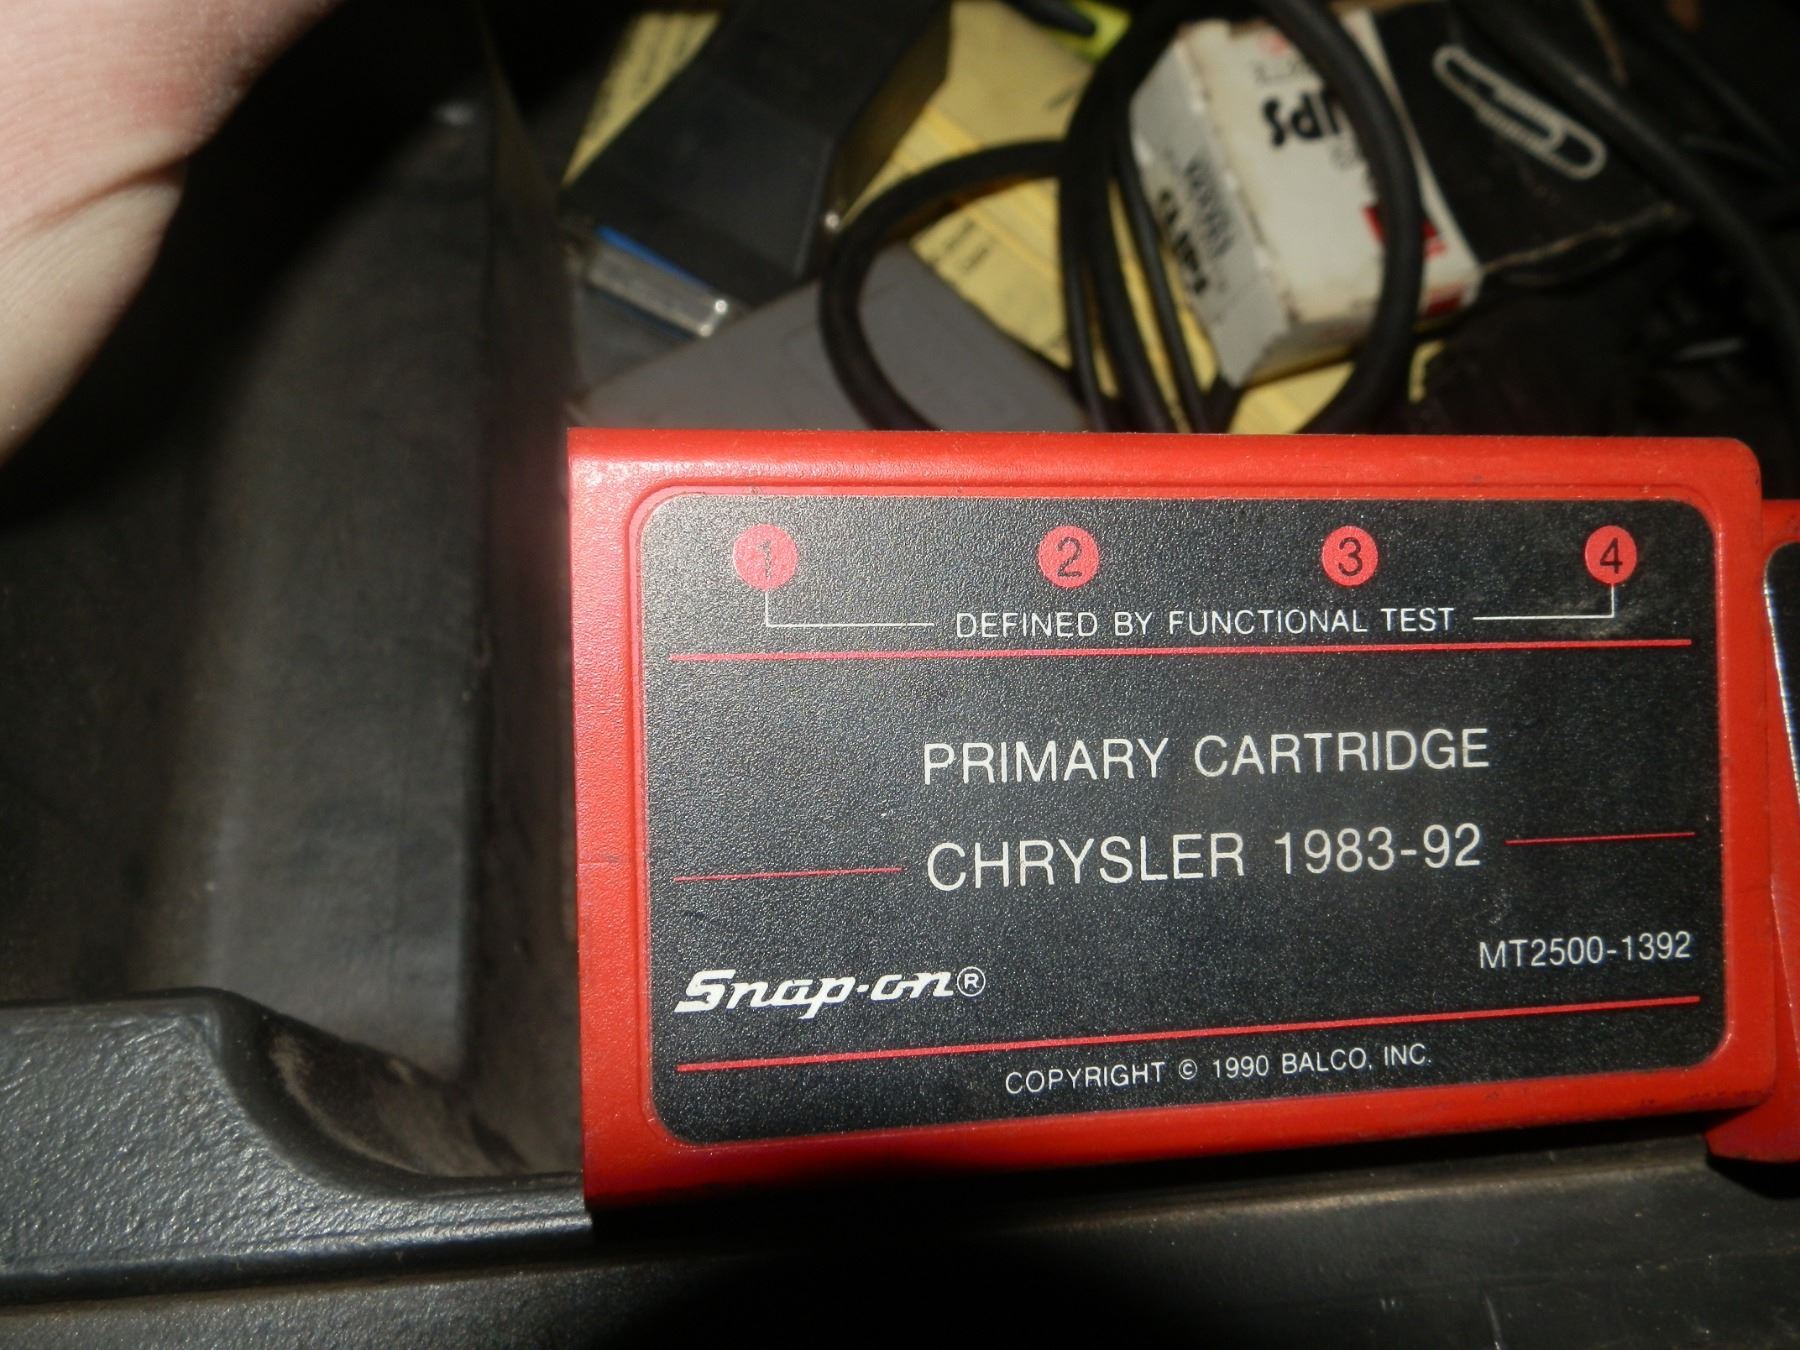 1 2 3 4
DEFINED BY FUNCTIONAL TEST
PRIMARY CARTRIDGE
CHRYSLER 1983-92
MT2500-1392
Snap-on®
COPYRIGHT © 1990 BALCO, INC.